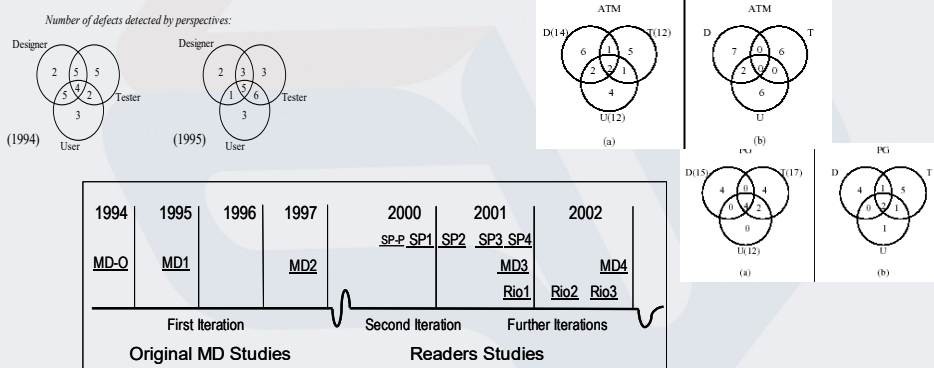 Number of defects detected by perspectives:
Designer
2 5 5
4
5 2
3
Tester
User
(1994)
Designer
2 3 3
5
1 6
3
Tester
User
(1995)
ATM
D(14) T(12)
6 1 5
2 2 1
4
U(12)
(a)
ATM
D T
7 0 6
2 0 0
6
U
(b)
PG
D(15) T(17)
4 0 4
0 4 2
0
U(12)
(a)
PG
D T
4 1 5
0 2 1
1
U
(b)
1994 1995 1996 1997 2000 2001 2002
SP-P SP1 SP2 SP3 SP4
MD-O MD1 MD2 MD3 MD4
Rio1 Rio2 Rio3
First Iteration Second Iteration Further Iterations
Original MD Studies Readers Studies